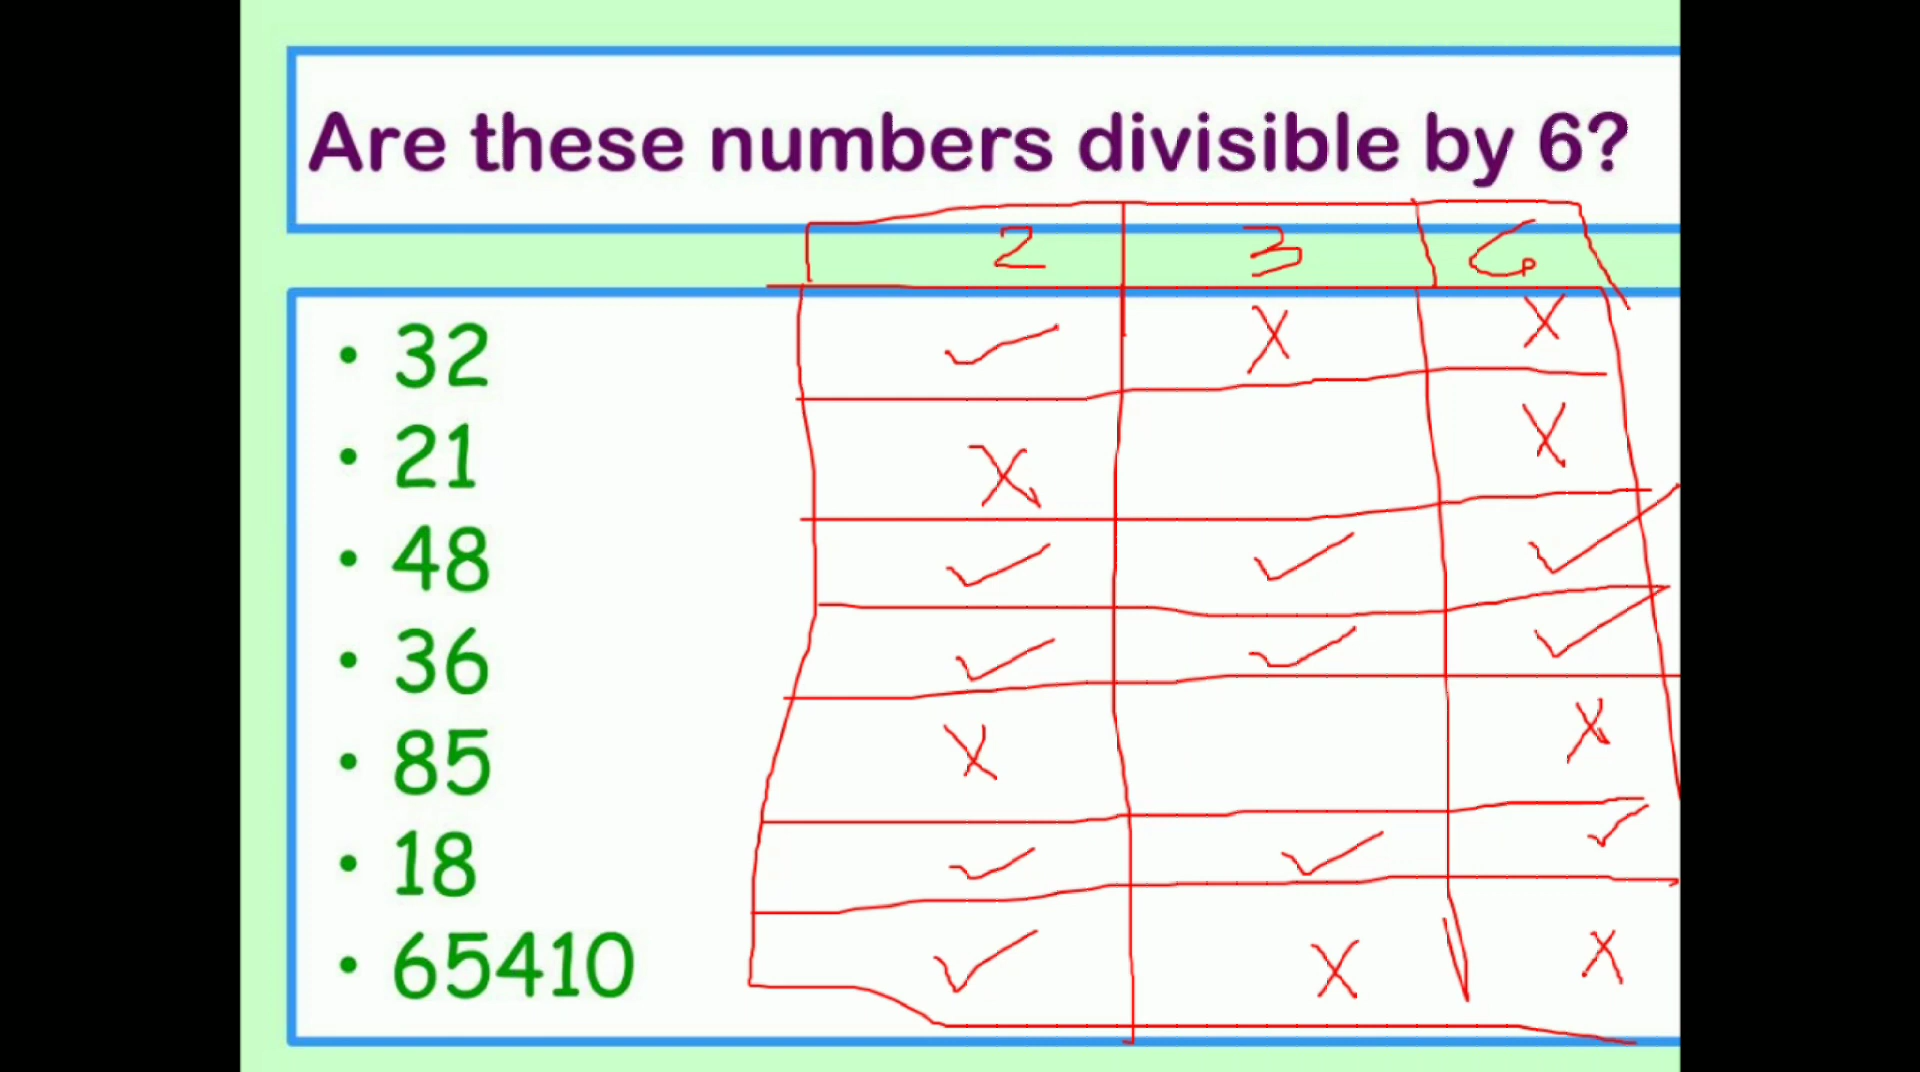 Are these numbers divisible by 6?
2 3 6
• 32 ✓ X X
• 21 X X
• 48 ✓ ✓ ✓
• 36 ✓ ✓ ✓
• 85 X X
• 18 ✓ ✓ ✓
• 65410 ✓ X X